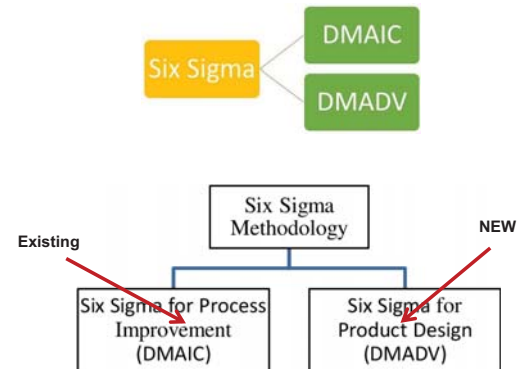 DMAIC
Six Sigma
DMADV
Six Sigma
Methodology
Existing
NEW
Six Sigma for Process
Improvement
(DMAIC)
Six Sigma for
Product Design
(DMADV)